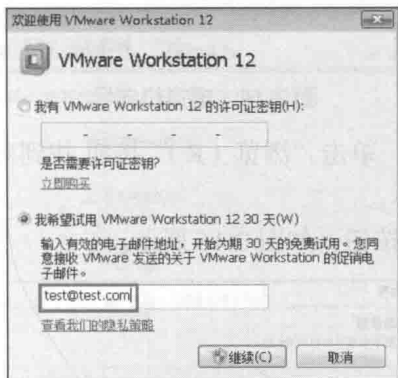 欢迎使用 VMware Workstation 12
VMware Workstation 12
我有 VMware Workstation 12 的许可证密钥(H):
- - - -
是否需要许可证密钥?
立即购买
我希望试用 VMware Workstation 12 30 天(W)
输入有效的电子邮件地址，开始为期 30 天的免费试用。您同
意接收 VMware 发送的关于 VMware Workstation 的促销电
子邮件。
test@test.com
查看我们的隐私策略
继续(C)
取消